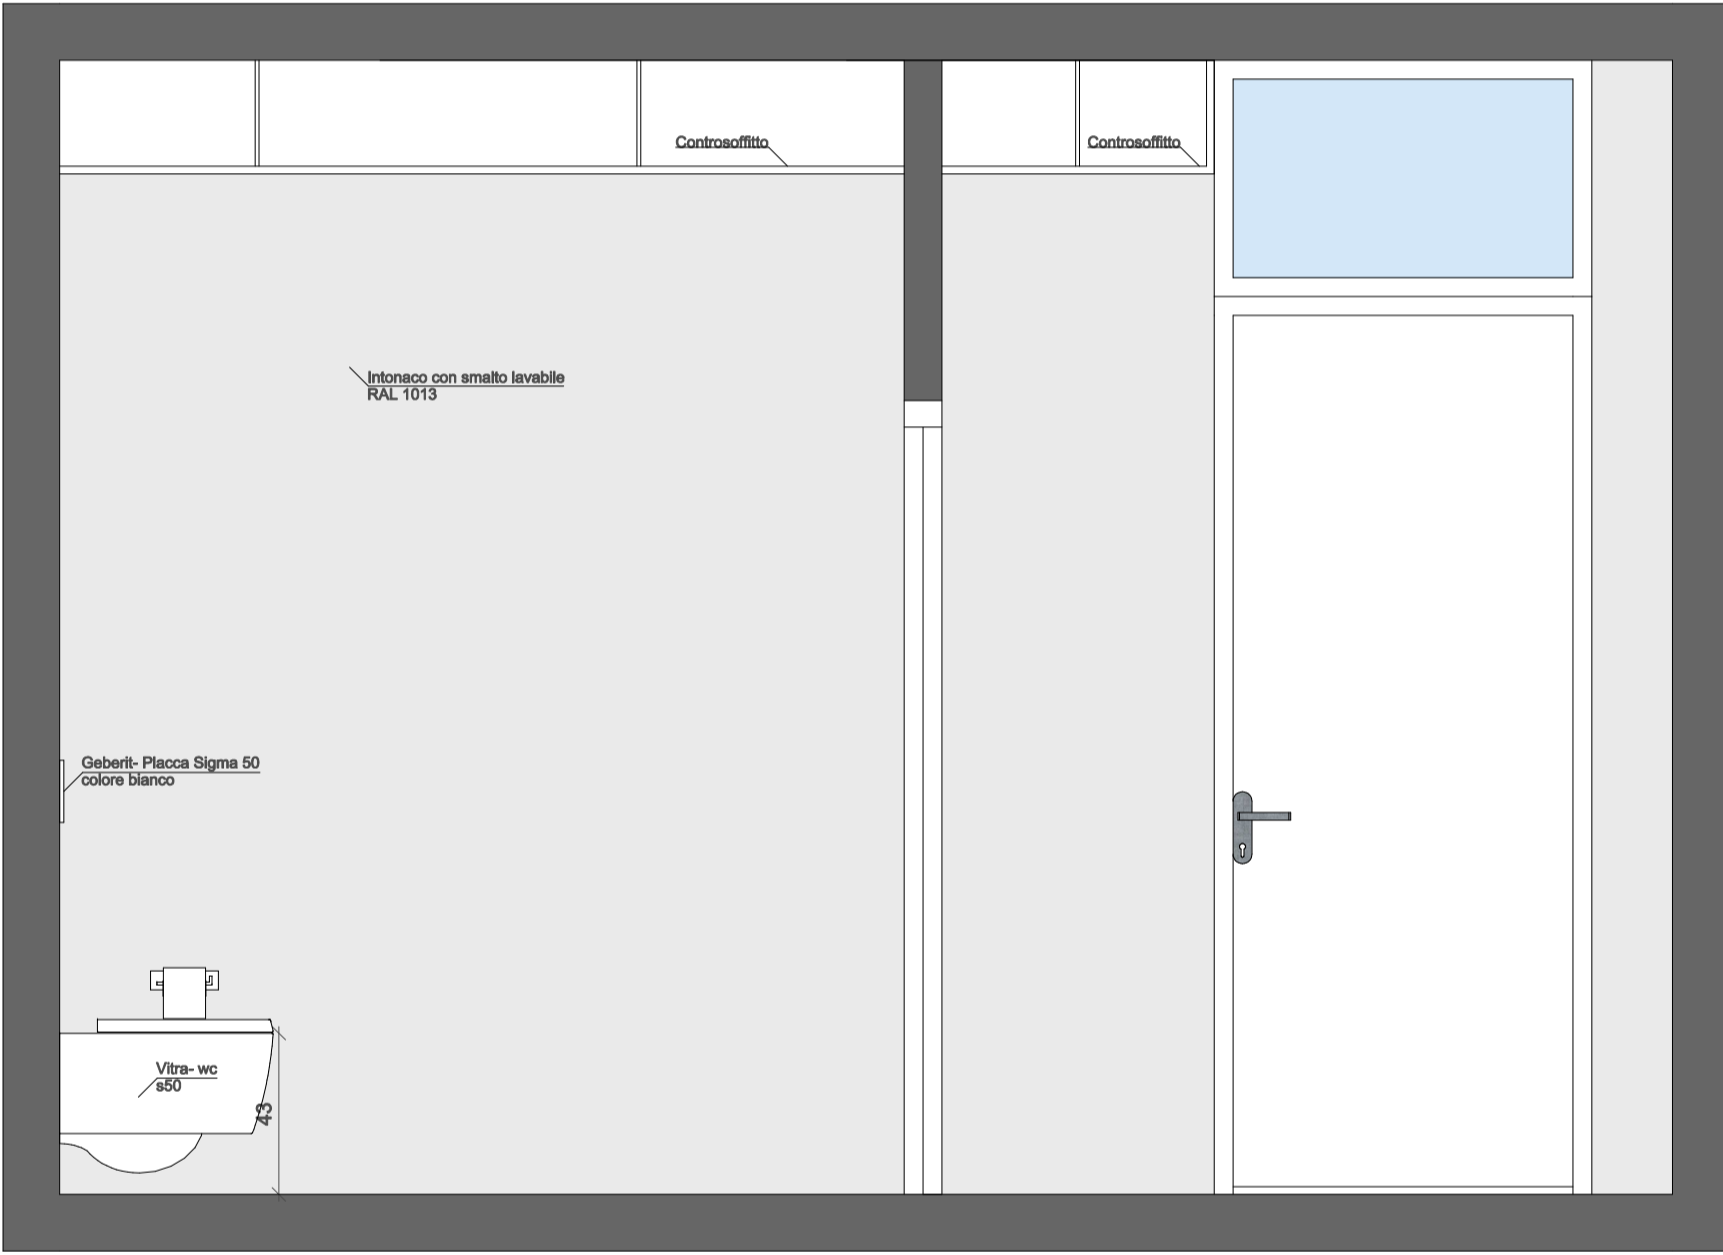 Controsoffitto
Controsoffitto
Intonaco con smalto lavabile
RAL 1013
Geberit- Placca Sigma 50
colore bianco
Vitra- wc
s50
43